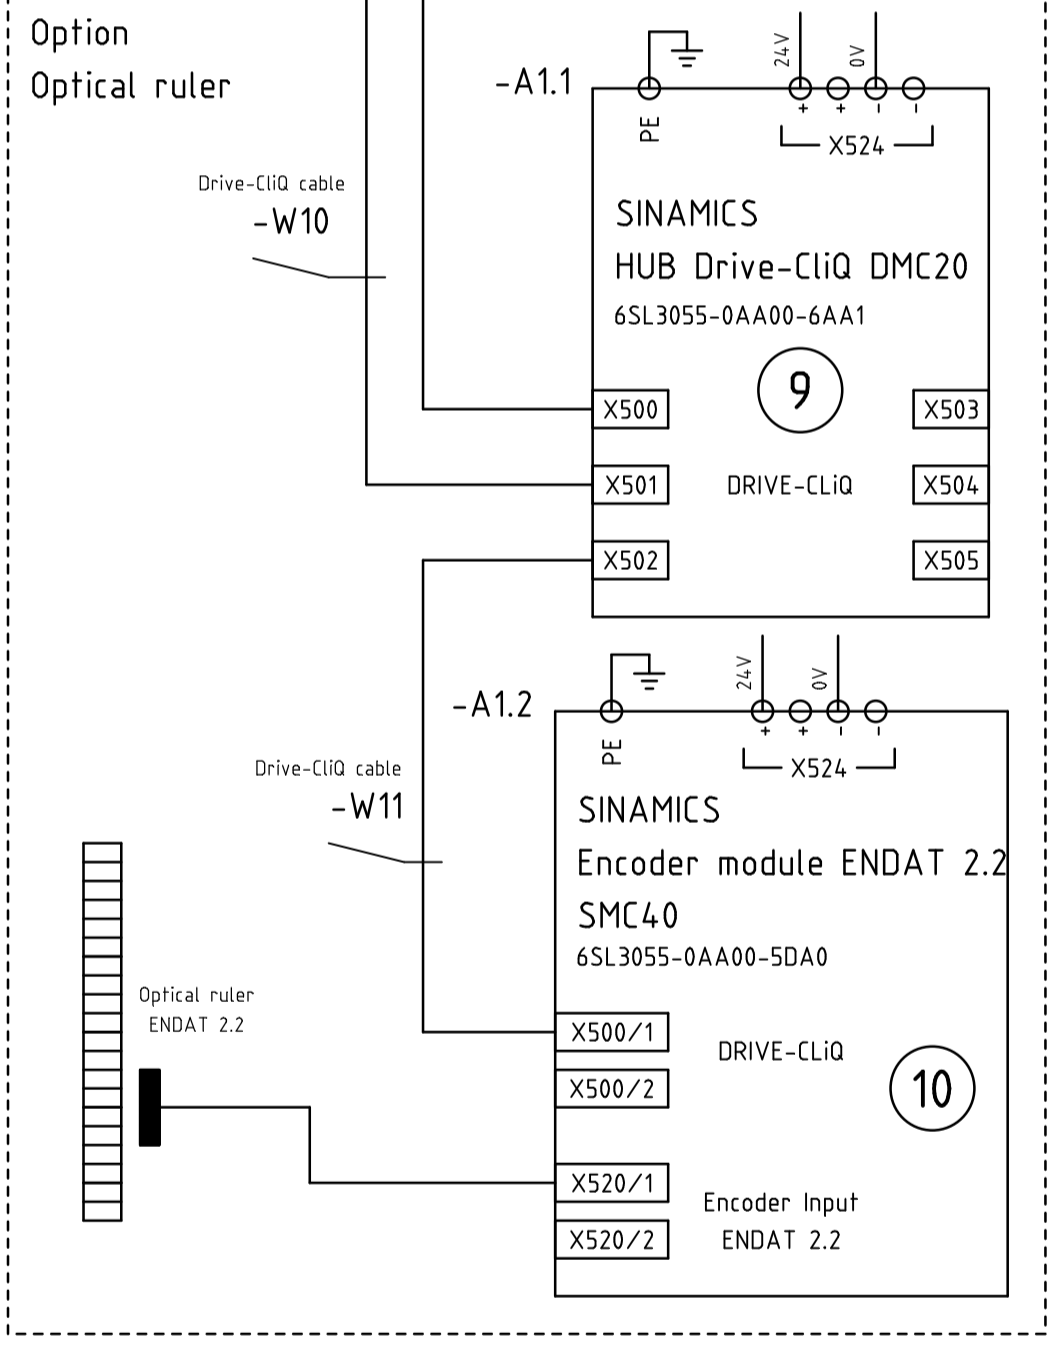 Option
Optical ruler
-A1.1
24V
0V
PE
+
+
-
-
X524
Drive-CliQ cable
-W10
SINAMICS
HUB Drive-CliQ DMC20
6SL3055-0AA00-6AA1
9
X500
X503
X501
DRIVE-CLiQ
X504
X502
X505
-A1.2
24V
0V
PE
+
+
-
-
X524
Drive-CliQ cable
-W11
SINAMICS
Encoder module ENDAT 2.2
SMC40
6SL3055-0AA00-5DA0
Optical ruler
ENDAT 2.2
X500/1
DRIVE-CLiQ
X500/2
10
X520/1
Encoder Input
X520/2
ENDAT 2.2